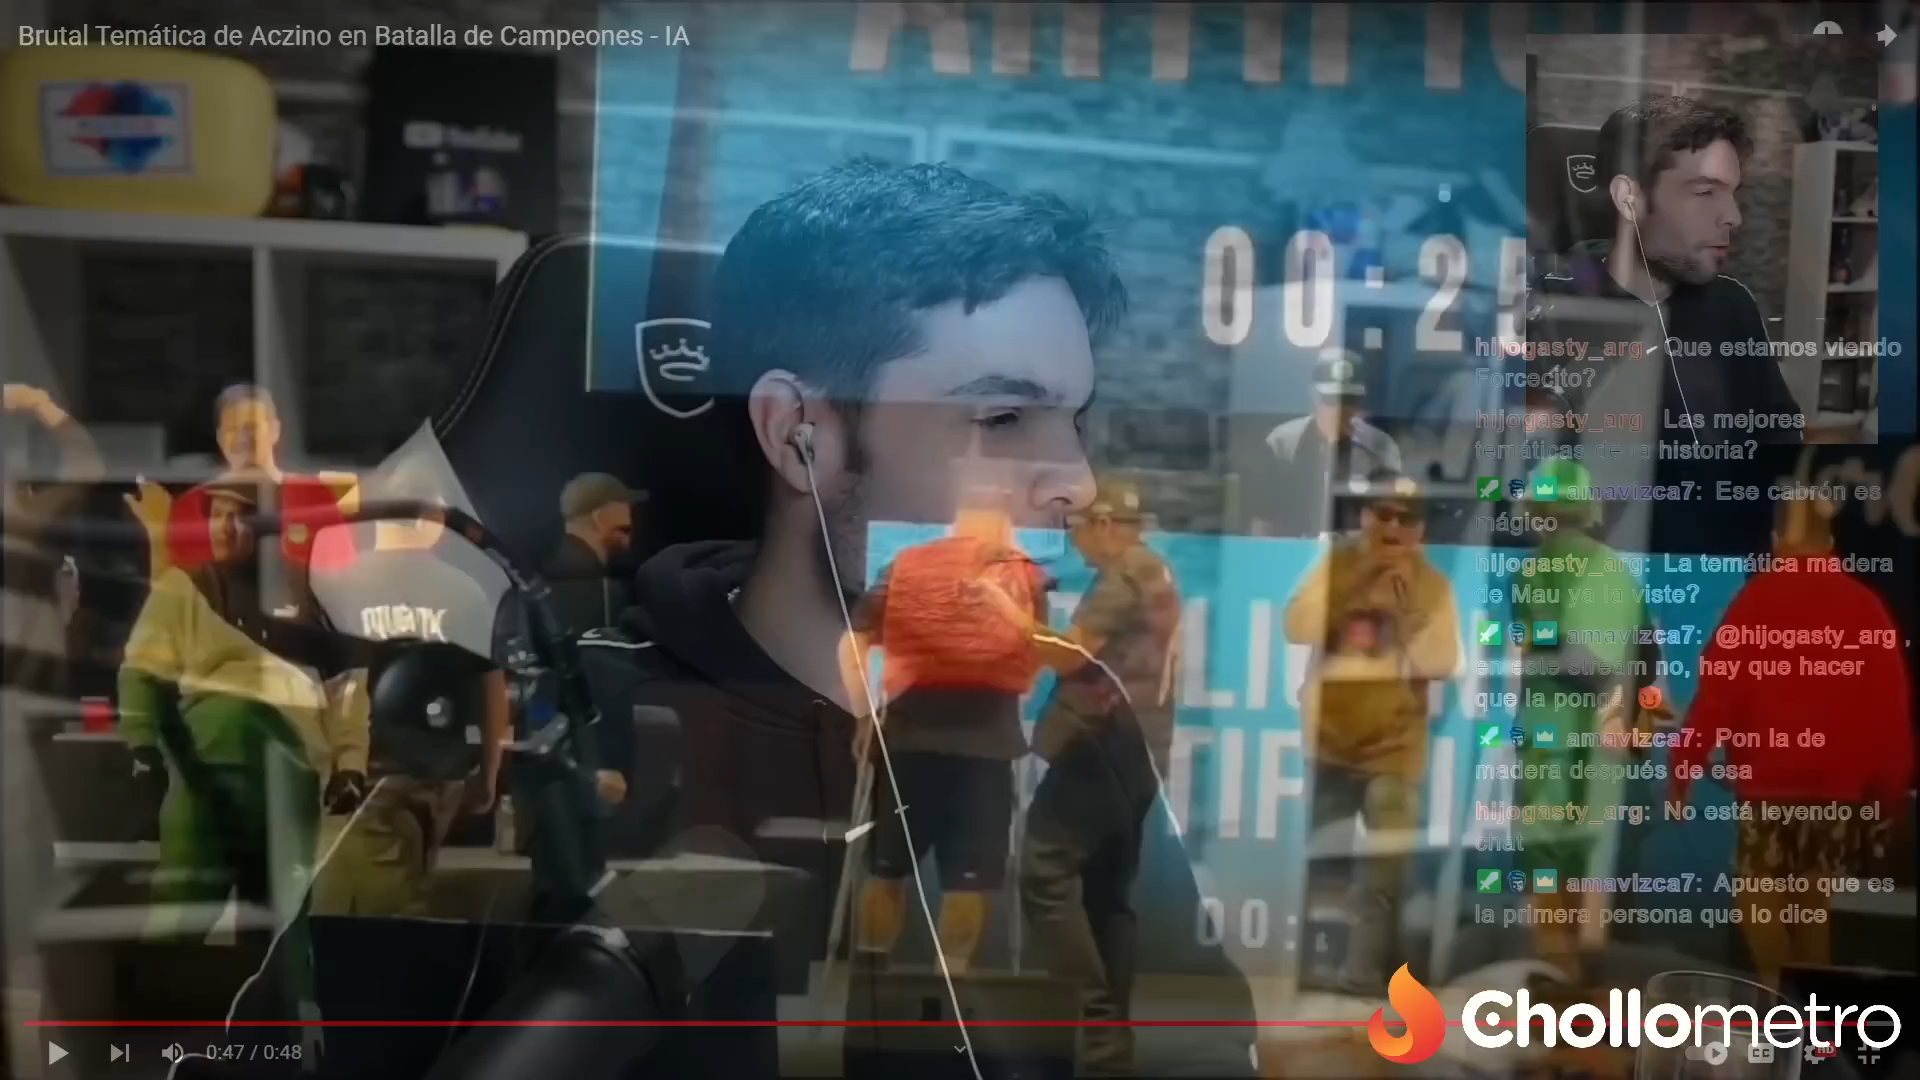 Brutal Temática de Aczino en Batalla de Campeones - IA
YouTube
00:25
hijogasty_arg: Que estamos viendo
Forcecito?
hijogasty_arg Las mejores
temáticas de la historia?
amavizca7: Ese cabrón es
mágico
hijogasty_arg: La temática madera
de Mau ya la viste?
amavizca7: @hijogasty_arg ,
en este stream no, hay que hacer
que la ponga
amavizca7: Pon la de
madera después de esa
hijogasty_arg: No está leyendo el
chat
amavizca7: Apuesto que es
la primera persona que lo dice
00:
Chollometro
0:47 / 0:48
CC
HD